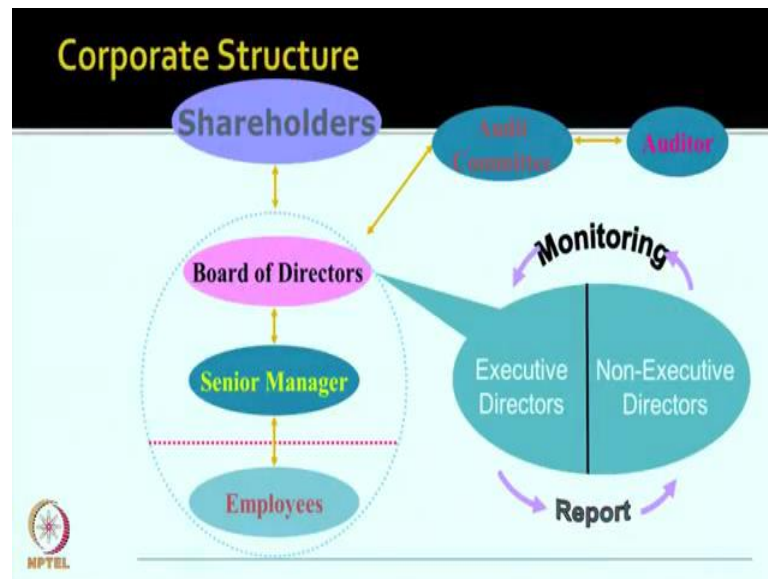 Corporate Structure
Shareholders
Audit
Committee
Auditor
Monitoring
Board of Directors
Executive
Directors
Non-Executive
Directors
Senior Manager
Employees
Report
NPTEL